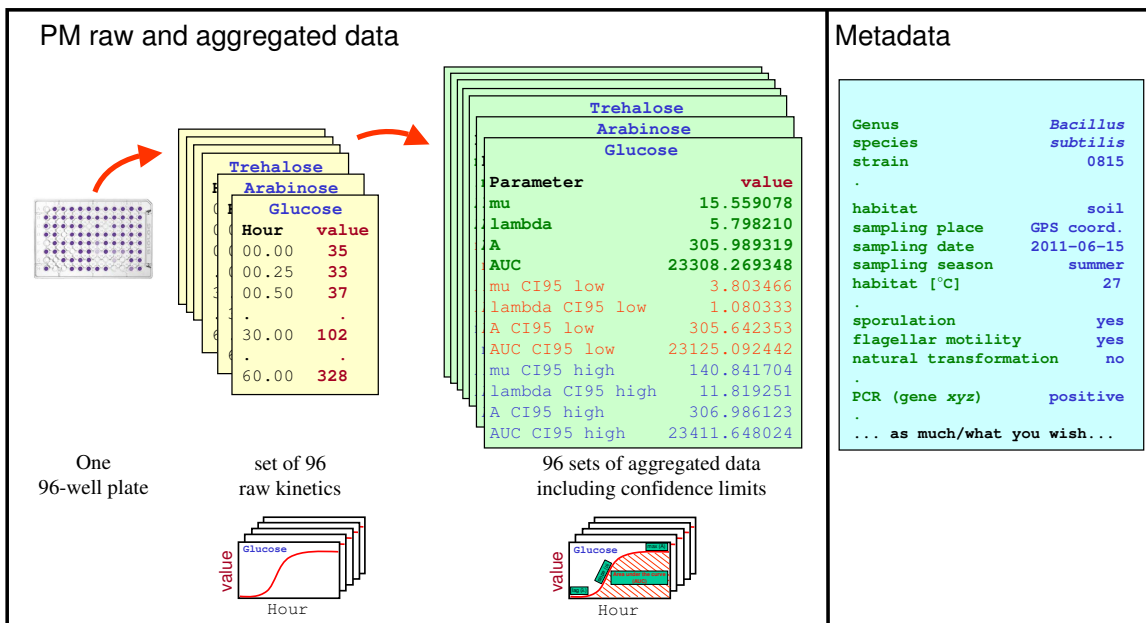 PM raw and aggregated data
Trehalose
Arabinose
Glucose
Hour value
00.00 35
00.25 33
00.50 37
. .
30.00 102
. .
60.00 328
Trehalose
Arabinose
Glucose
Parameter value
mu 15.559078
lambda 5.798210
A 305.989319
AUC 23308.269348
mu CI95 low 3.803466
lambda CI95 low 1.080333
A CI95 low 305.642353
AUC CI95 low 23125.092442
mu CI95 high 140.841704
lambda CI95 high 11.819251
A CI95 high 306.986123
AUC CI95 high 23411.648024
One
96-well plate
set of 96
raw kinetics
96 sets of aggregated data
including confidence limits
Glucose
value
Hour
Glucose
Area under the curve
(AUC)
value
Hour
Metadata
Genus Bacillus
species subtilis
strain 0815
.
habitat soil
sampling place GPS coord.
sampling date 2011-06-15
sampling season summer
habitat [°C] 27
.
sporulation yes
flagellar motility yes
natural transformation no
.
PCR (gene xyz) positive
.
... as much/what you wish...